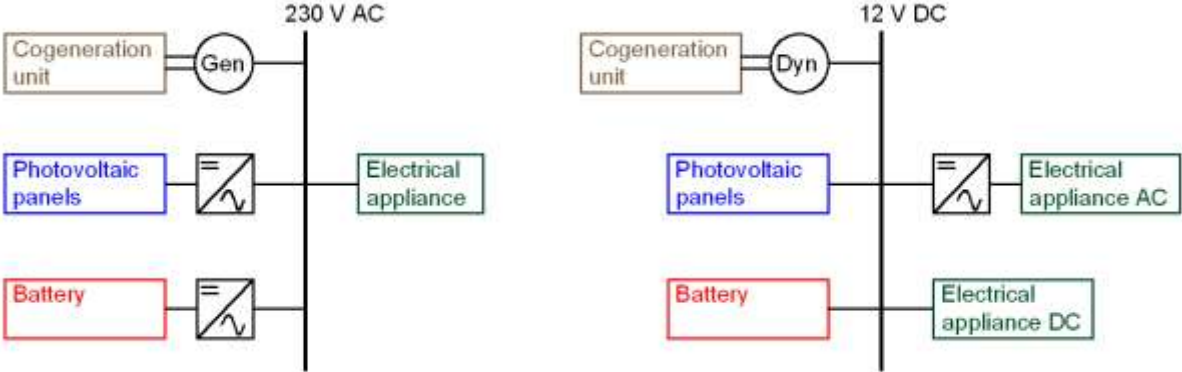 230 V AC
Cogeneration
unit
Gen
Photovoltaic
panels
Electrical
appliance
Battery
12 V DC
Cogeneration
unit
Dyn
Photovoltaic
panels
Electrical
appliance AC
Battery
Electrical
appliance DC